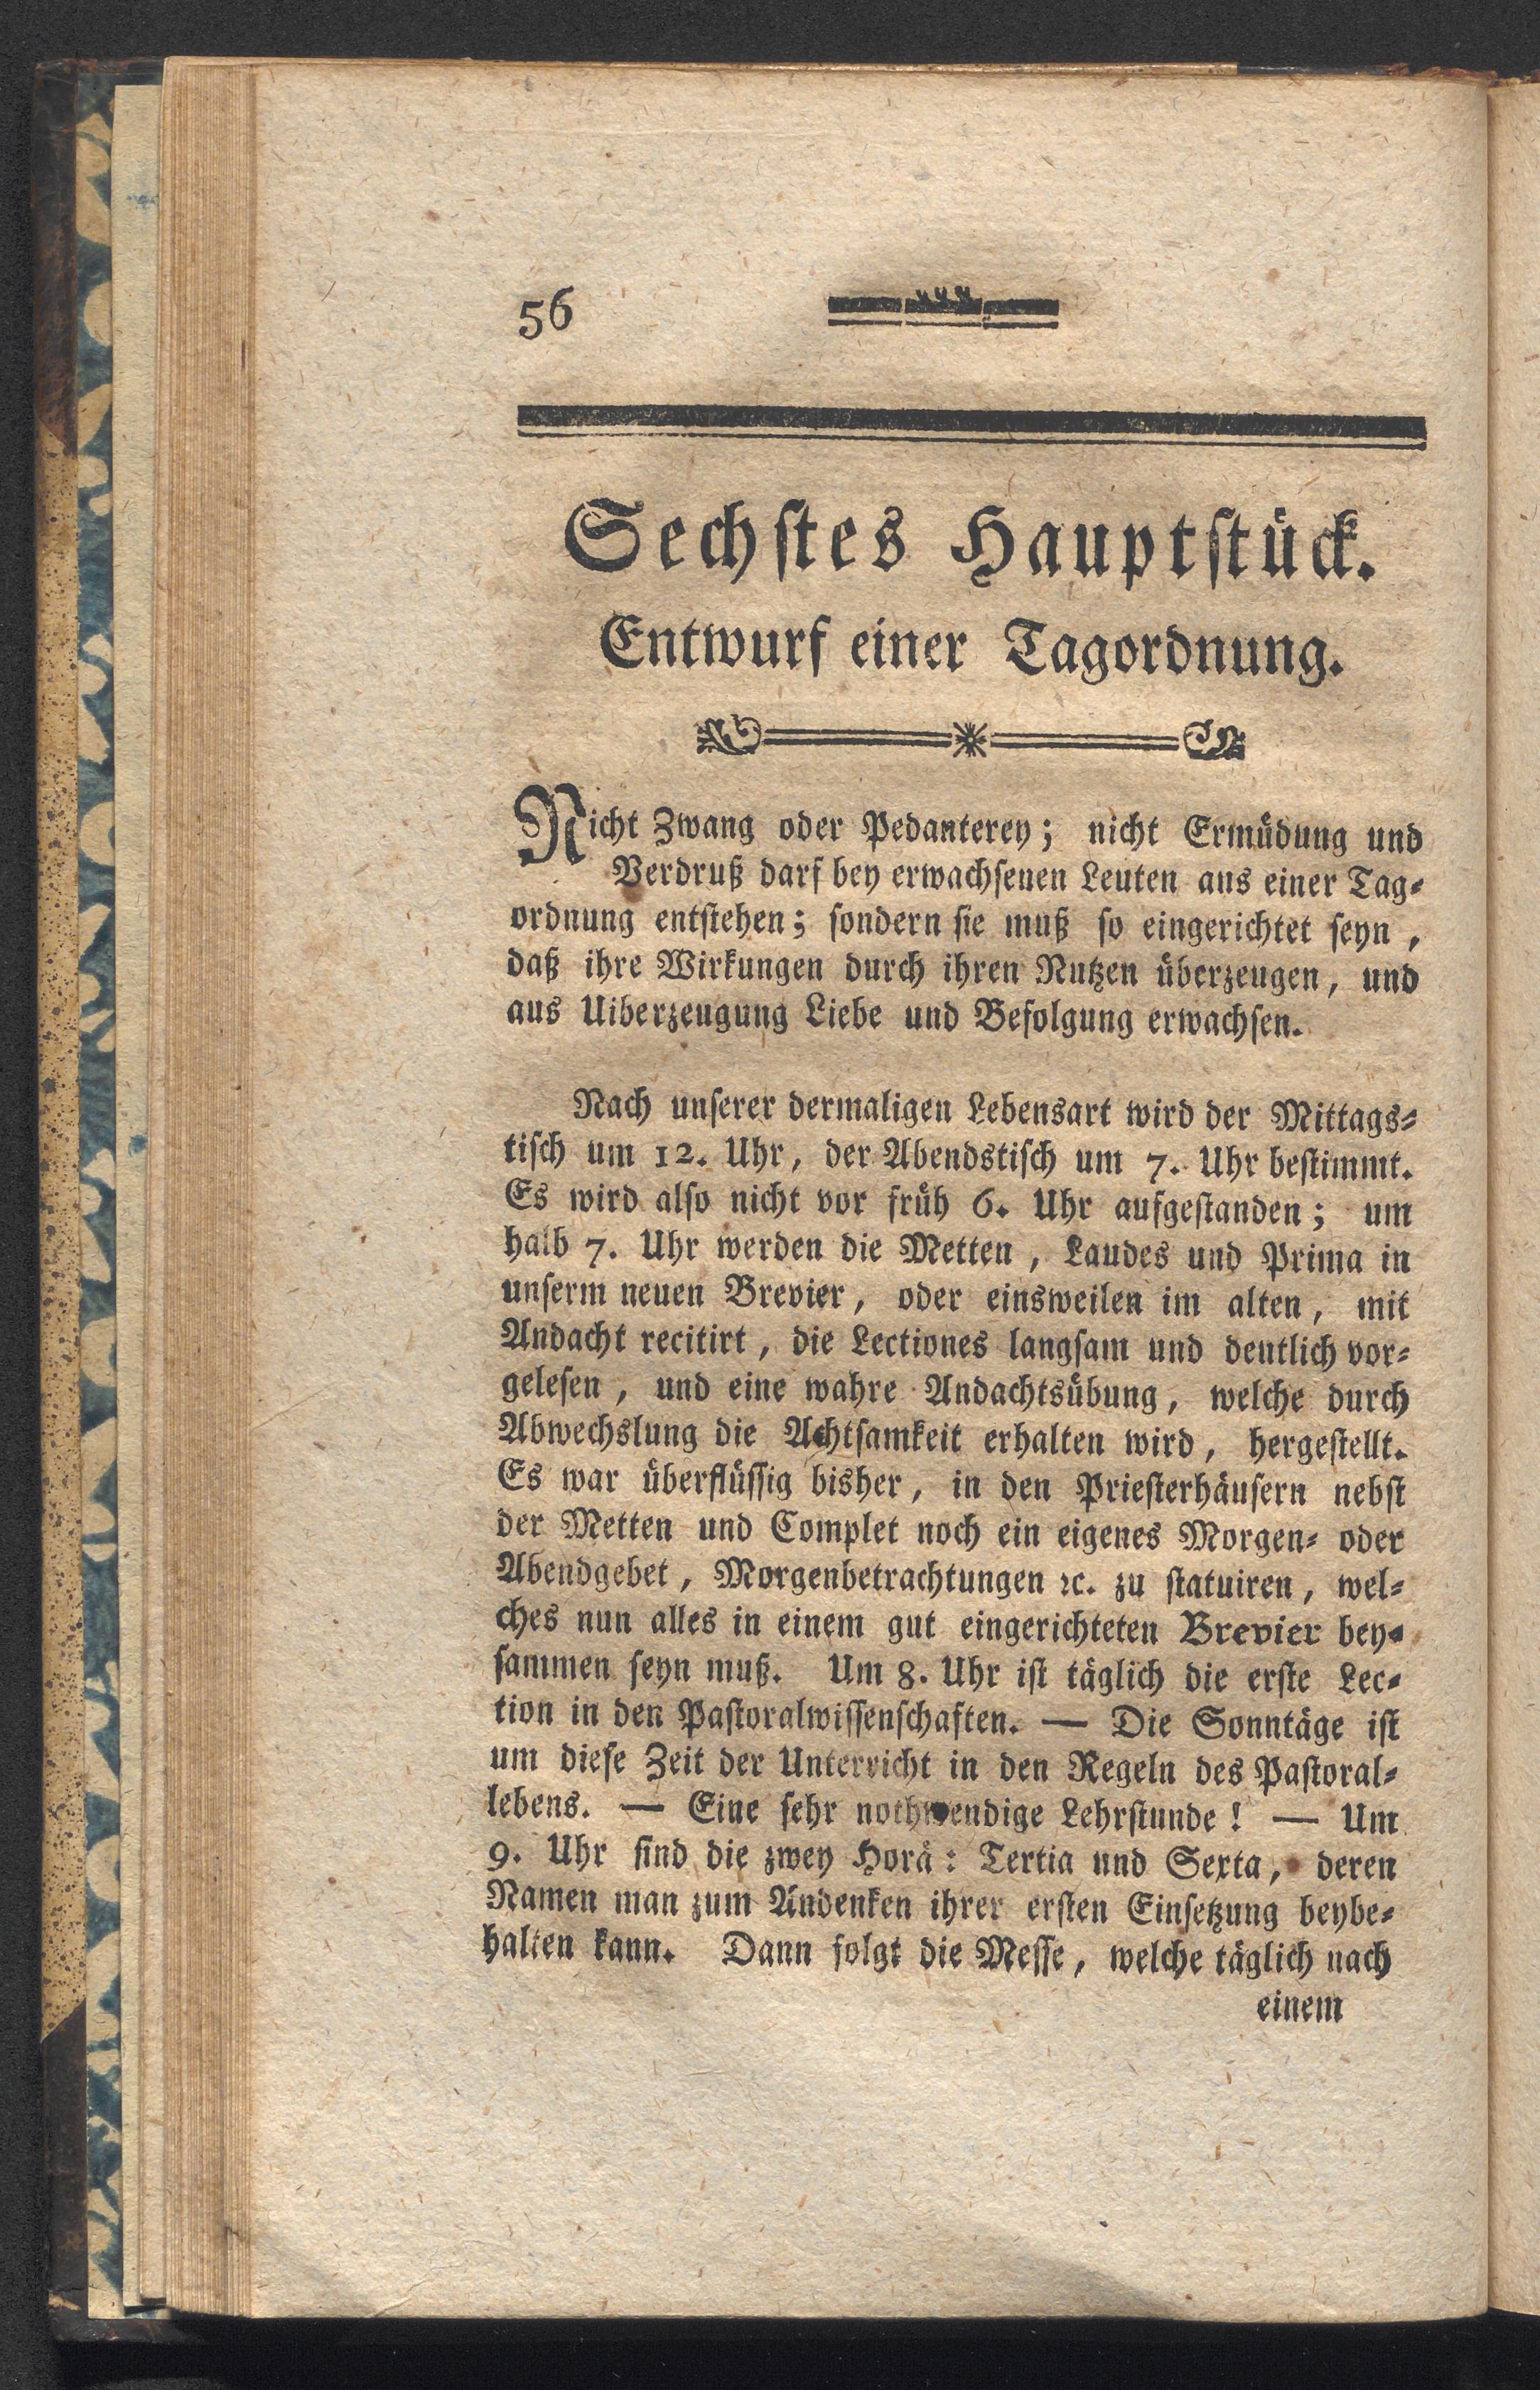 56
Sechstes Hauptstück.
Entwurf einer Tagordnung.
Nicht Zwang oder Pedanterey; nicht Ermüdung und
Verdruß darf bey erwachsenen Leuten aus einer Tag-
ordnung entstehen; sondern sie muß so eingerichtet seyn,
daß ihre Wirkungen durch ihren Nutzen überzeugen, und
aus Uiberzeugung Liebe und Befolgung erwachsen.
Nach unserer dermaligen Lebensart wird der Mittags-
tisch um 12. Uhr, der Abendstisch um 7. Uhr bestimmt.
Es wird also nicht vor früh 6. Uhr aufgestanden; um
halb 7. Uhr werden die Metten, Laudes und Prima in
unserm neuen Brevier, oder einsweilen im alten, mit
Andacht recitirt, die Lectiones langsam und deutlich vor-
gelesen, und eine wahre Andachtsübung, welche durch
Abwechslung die Achtsamkeit erhalten wird, hergestellt.
Es war überflüssig bisher, in den Priesterhäusern nebst
der Metten und Complet noch ein eigenes Morgen- oder
Abendgebet, Morgenbetrachtungen ꝛc. zu statuiren, wel-
ches nun alles in einem gut eingerichteten Brevier bey-
sammen seyn muß. Um 8. Uhr ist täglich die erste Lec-
tion in den Pastoralwissenschaften. — Die Sonntäge ist
um diese Zeit der Unterricht in den Regeln des Pastoral-
lebens. — Eine sehr nothwendige Lehrstunde! — Um
9. Uhr sind die zwey Horä: Tertia und Sexta, deren
Namen man zum Andenken ihrer ersten Einsetzung beybe-
halten kann. Dann folgt die Messe, welche täglich nach
einem